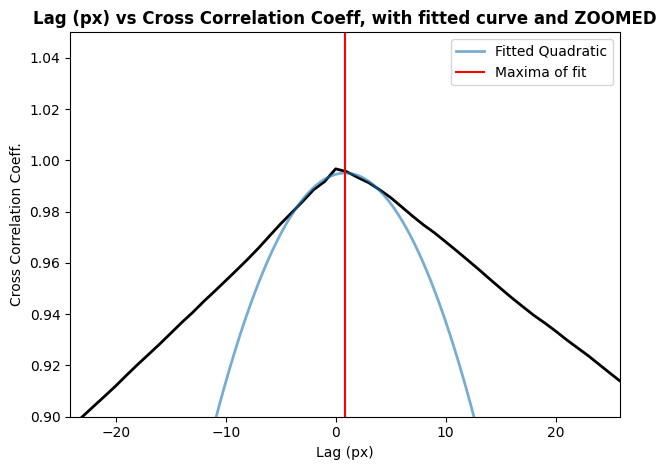 Lag (px) vs Cross Correlation Coeff, with fitted curve and ZOOMED
Fitted Quadratic
Maxima of fit
1.04
1.02
1.00
0.98
0.96
0.94
0.92
0.90
Cross Correlation Coeff.
−20
−10
0
10
20
Lag (px)